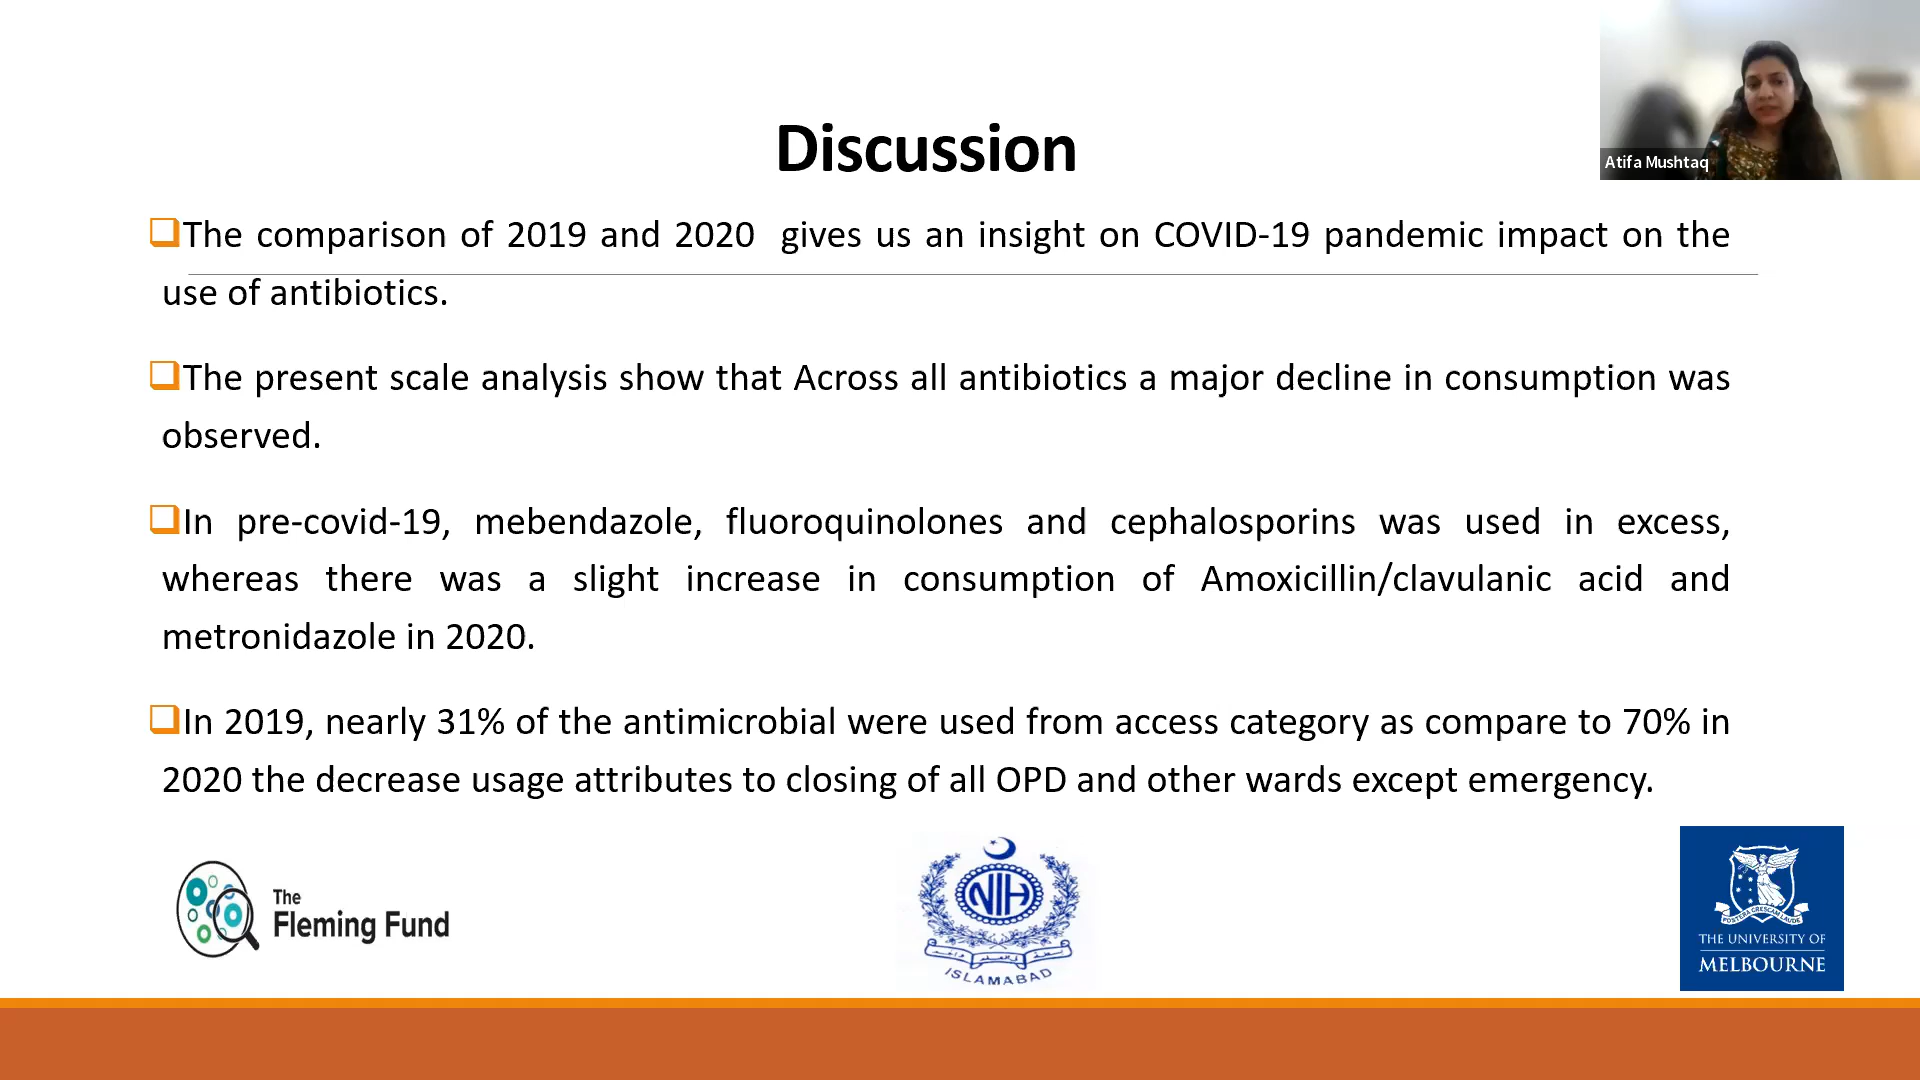 Discussion
Atifa Mushtaq
The comparison of 2019 and 2020 gives us an insight on COVID-19 pandemic impact on the
use of antibiotics.
The present scale analysis show that Across all antibiotics a major decline in consumption was
observed.
In pre-covid-19, mebendazole, fluoroquinolones and cephalosporins was used in excess,
whereas there was a slight increase in consumption of Amoxicillin/clavulanic acid and
metronidazole in 2020.
In 2019, nearly 31% of the antimicrobial were used from access category as compare to 70% in
2020 the decrease usage attributes to closing of all OPD and other wards except emergency.
The
Fleming Fund
NIH
ISLAMABAD
POSTERA CRESCAM LAUDE
THE UNIVERSITY OF
MELBOURNE